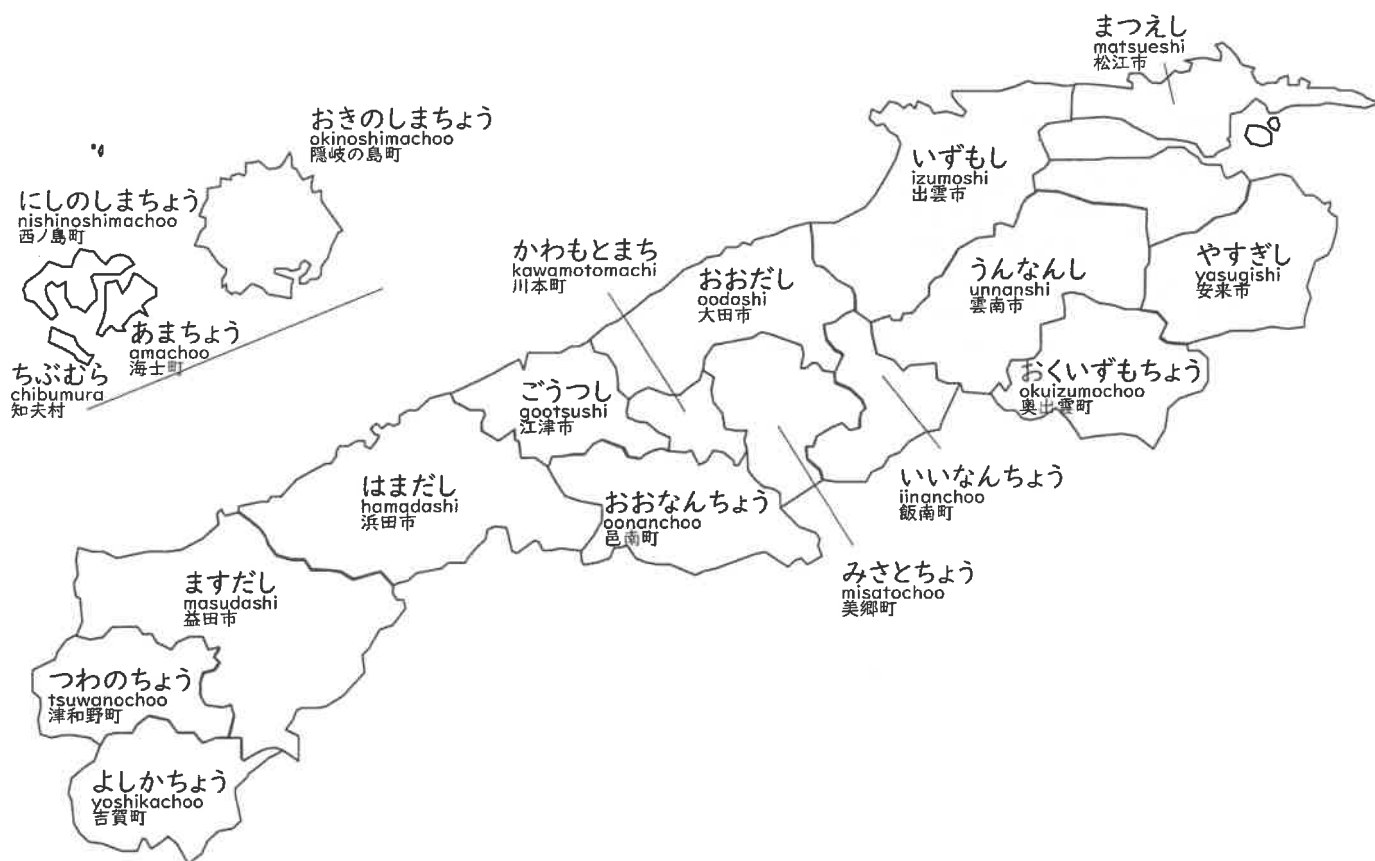 まつえし
matsueshi
松江市
おきのしまちょう
okinoshimachoo
隠岐の島町
いずもし
izumoshi
出雲市
にしのしまちょう
nishinoshimachoo
西ノ島町
かわもとまち
kawamotomachi
川本町
おおだし
oodashi
大田市
うんなんし
unnanshi
雲南市
やすぎし
yasugishi
安来市
あまちょう
amachoo
海士町
ちぶむら
chibumura
知夫村
ごうつし
gootsushi
江津市
おくいずもちょう
okuizumochoo
奥出雲町
はまだし
hamadashi
浜田市
おおなんちょう
oonanchoo
邑南町
いいなんちょう
iinanchoo
飯南町
みさとちょう
misatochoo
美郷町
ますだし
masudashi
益田市
つわのちょう
tsuwanochoo
津和野町
よしかちょう
yoshikachoo
吉賀町